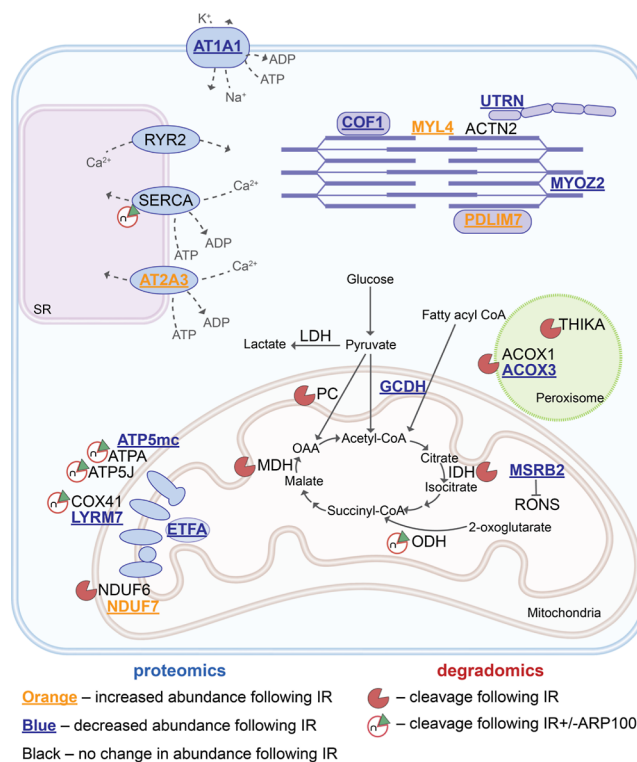 K⁺
AT1A1
ADP
ATP
Na⁺
UTRN
COF1
MYL4
ACTN2
MYOZ2
PDLIM7
RYR2
Ca²⁺
SERCA
Ca²⁺
ADP
ATP
AT2A3
Ca²⁺
ADP
ATP
SR
Glucose
Fatty acyl CoA
THIKA
LDH
Lactate
Pyruvate
ACOX1
ACOX3
Peroxisome
GCDH
PC
ATP5mc
ATPA
ATP5J
OAA
Acetyl-CoA
MDH
Citrate
IDH
Malate
Isocitrate
MSRB2
RONS
COX41
LYRM7
ETFA
Succinyl-CoA
2-oxoglutarate
ODH
NDUF6
NDUF7
Mitochondria
proteomics
Orange – increased abundance following IR
Blue – decreased abundance following IR
Black – no change in abundance following IR
degradomics
– cleavage following IR
– cleavage following IR+/-ARP100